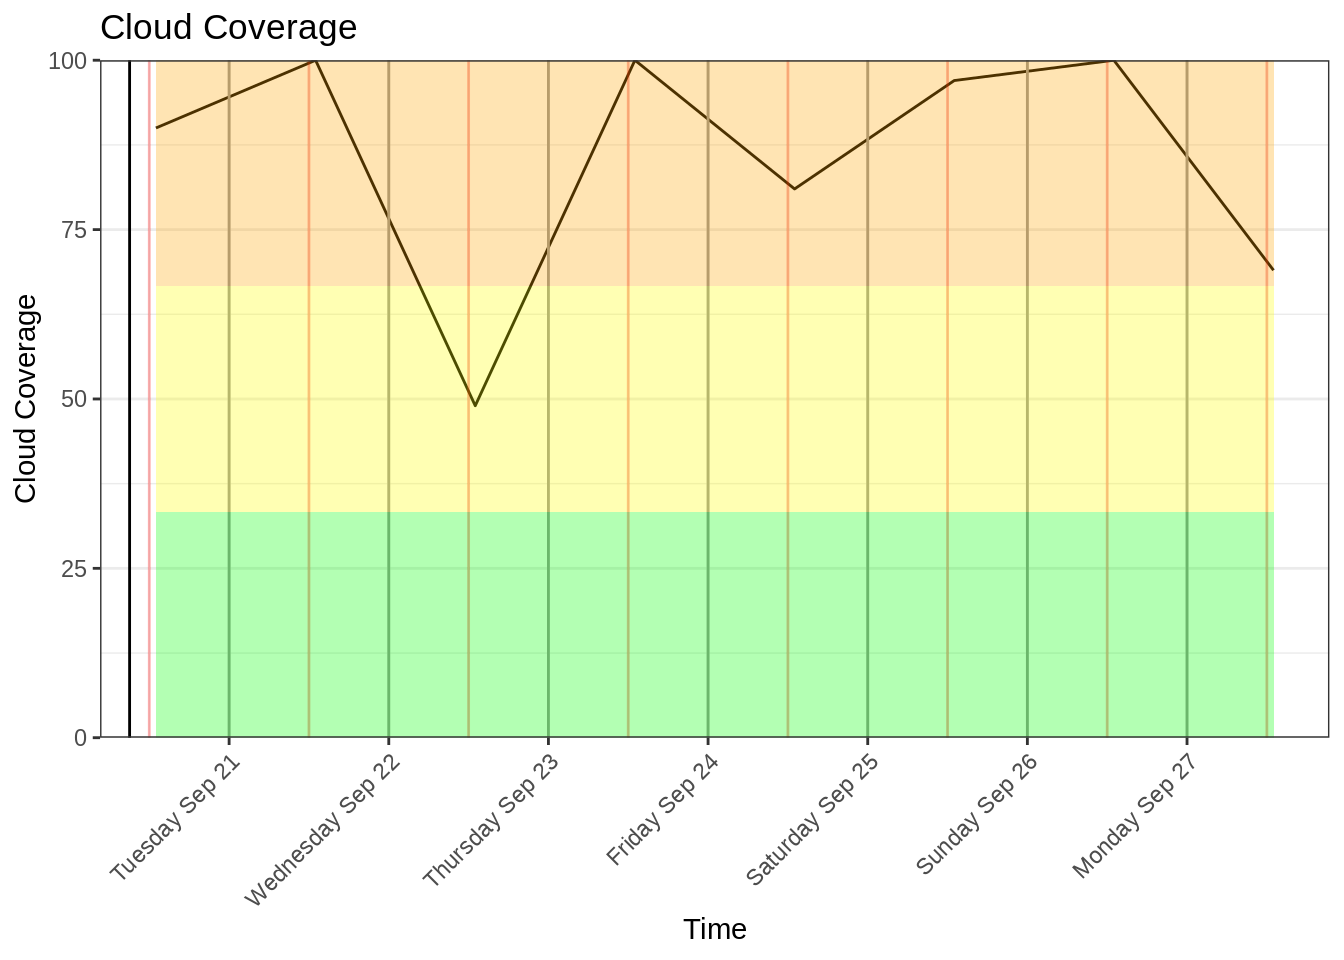 Cloud Coverage
100
75
50
25
0
Cloud Coverage
Tuesday Sep 21
Wednesday Sep 22
Thursday Sep 23
Friday Sep 24
Saturday Sep 25
Sunday Sep 26
Monday Sep 27
Time